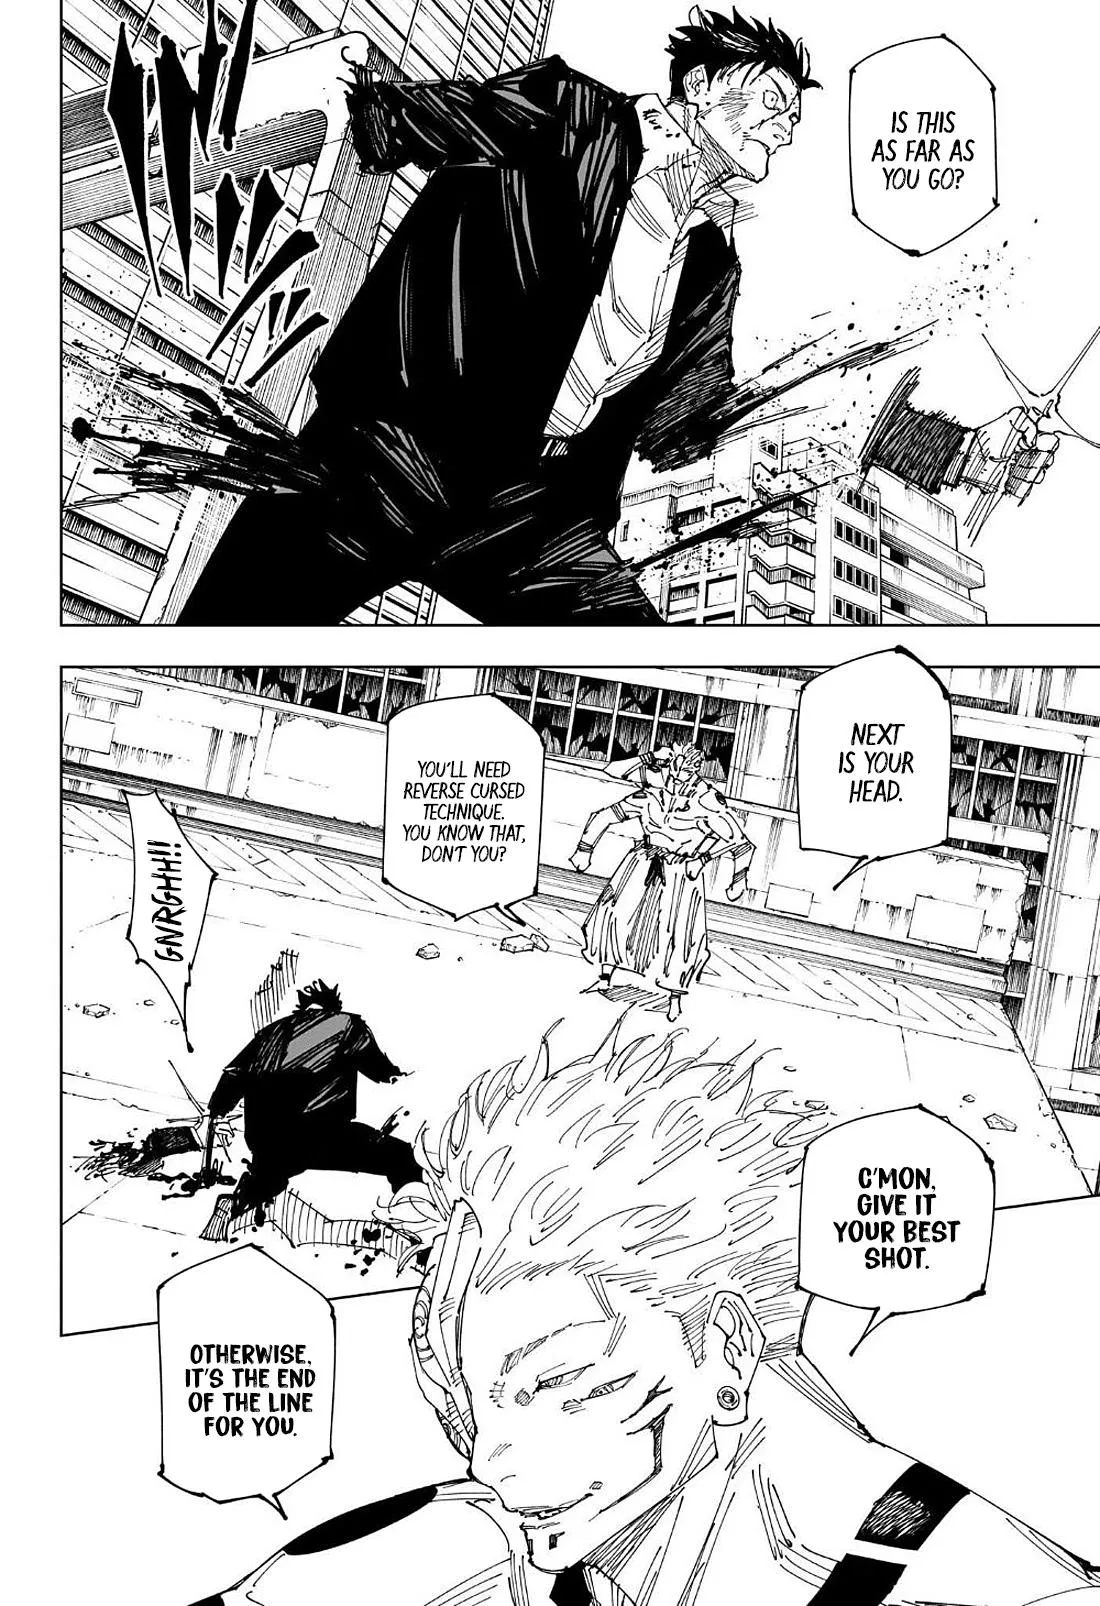 IS THIS
AS FAR AS
YOU GO?
NEXT
IS YOUR
HEAD.
YOU'LL NEED
REVERSE CURSED
TECHNIQUE.
YOU KNOW THAT,
DON'T YOU?
GNRGHH!!
C'MON,
GIVE IT
YOUR BEST
SHOT.
OTHERWISE,
IT'S THE END
OF THE LINE
FOR YOU.